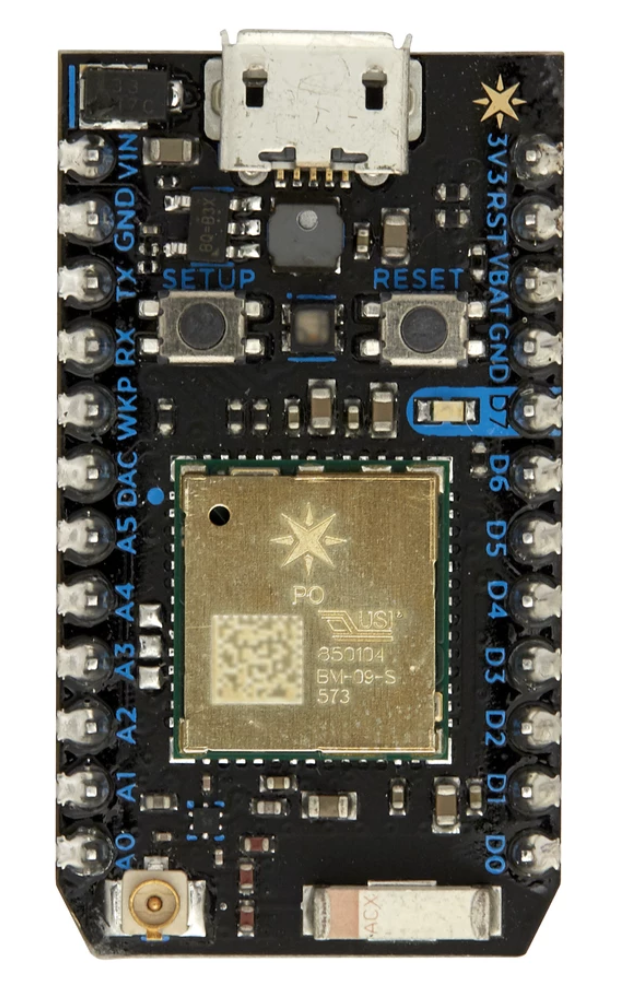 VIN
GND
TX
RX
WKP
DAC
A5
A4
A3
A2
A1
A0
SETUP
RESET
3V3
RST
VBAT
GND
D7
D6
D5
D4
D3
D2
D1
D0
P0
USI
850104
BM-09-S
573
ACX